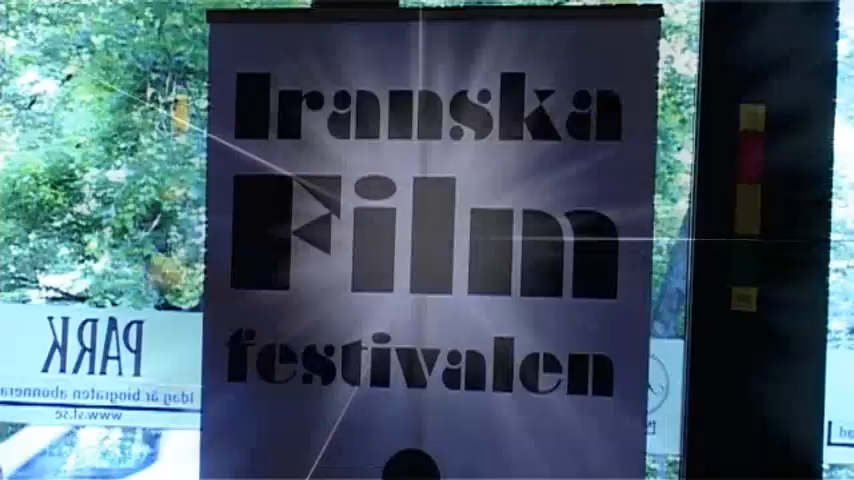 Iranska
Film
festivalen
PARK
idag är biografen abonnera
www.sf.se